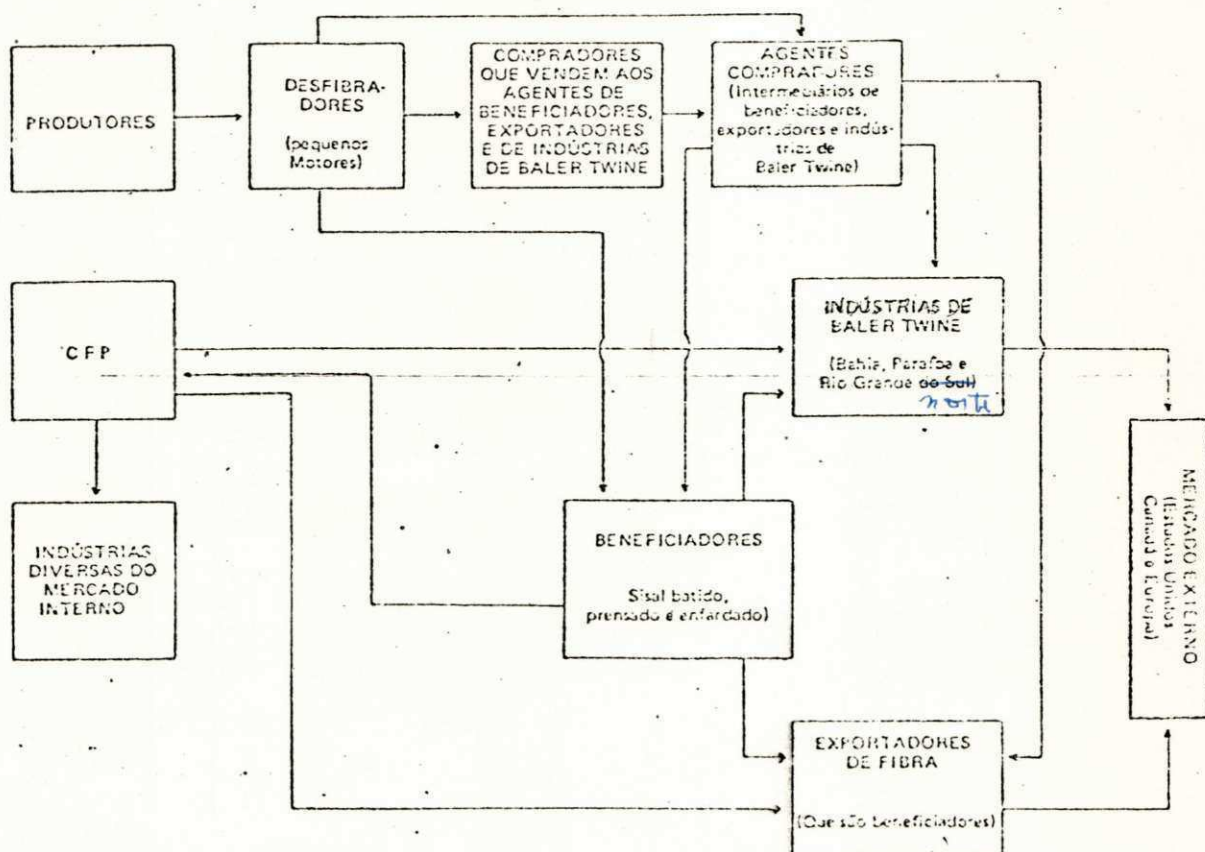 PRODUTORES
DESFIBRA-
DORES
(pequenos
Motores)
COMPRADORES
QUE VENDEM AOS
AGENTES DE
BENEFICIADORES,
EXPORTADORES
E DE INDÚSTRIAS
DE BALER TWINE
AGENTES
COMPRADORES
(Intermediários de
beneficiadores,
exportadores e indús-
trias de
Baler Twine)
CFP
INDÚSTRIAS DE
BALER TWINE
(Bahia, Paraíba e
Rio Grande do Sul)
norte
INDÚSTRIAS
DIVERSAS DO
MERCADO
INTERNO
BENEFICIADORES
Sisal batido,
prensado e enfardado)
MERCADO EXTERNO
(Estados Unidos
Canadá e Europa)
EXPORTADORES
DE FIBRA
(Que são beneficiadores)